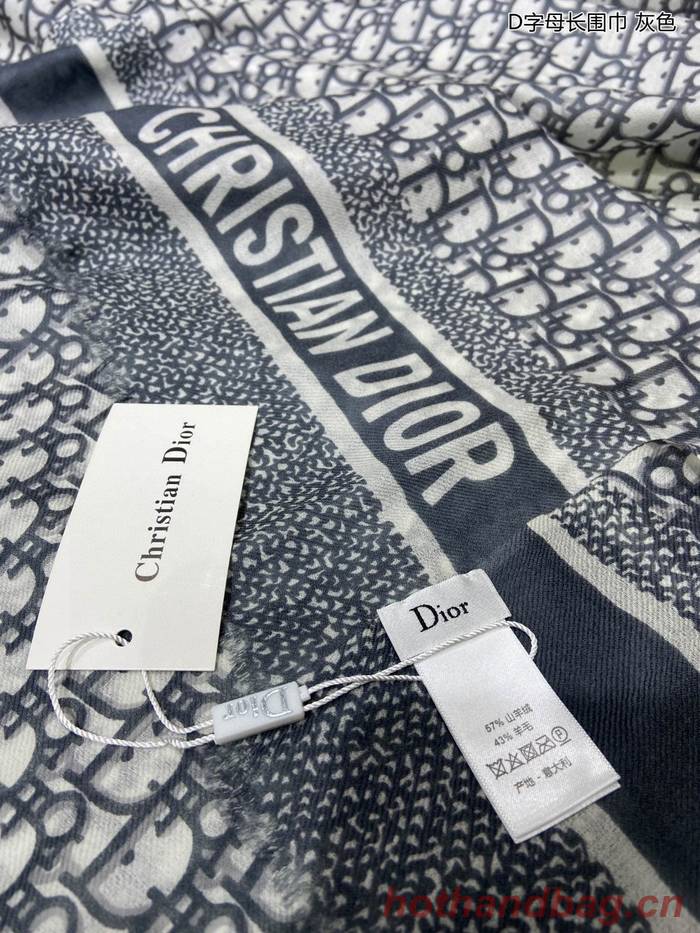 D字母长围巾 灰色
CHRISTIAN DIOR
Christian Dior
Dior
Dior
57% 山羊绒
43% 羊毛
P
产地 - 意大利
hothandbag.cn